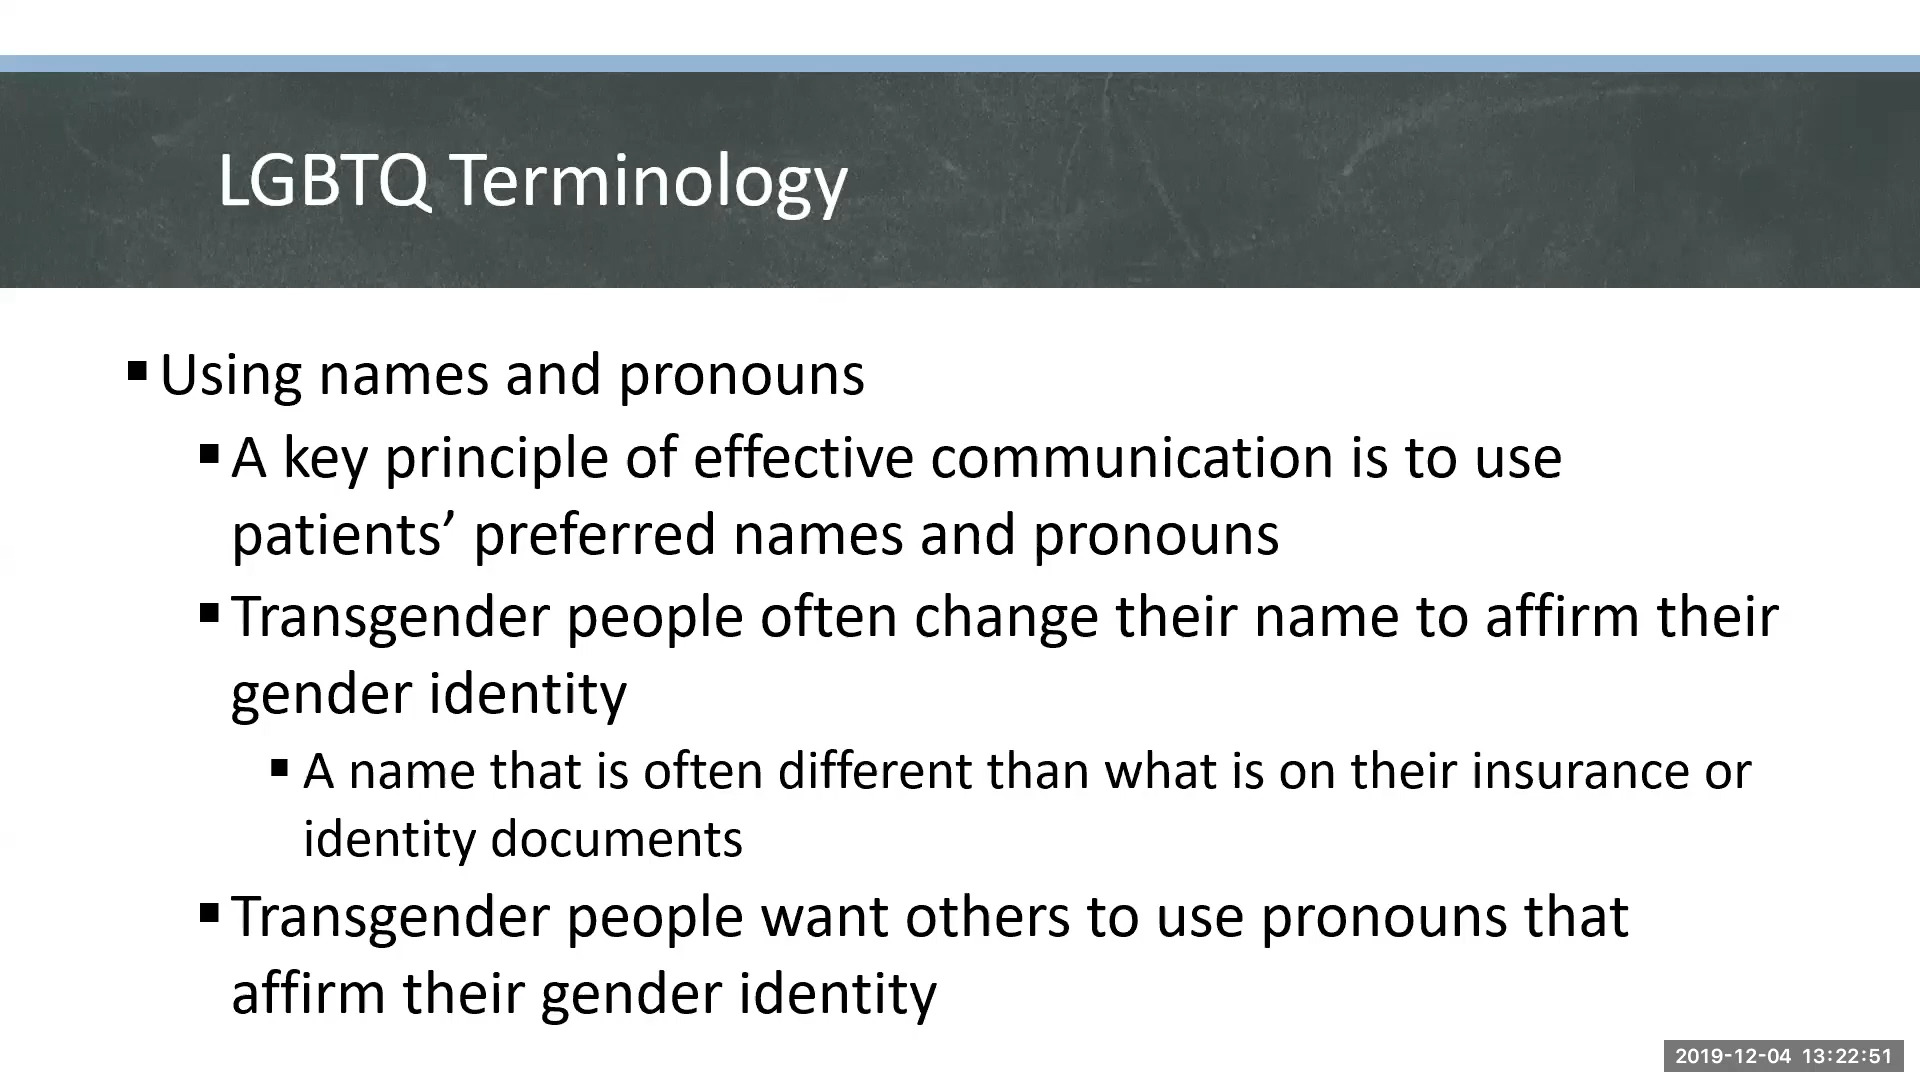 LGBTQ Terminology
▪Using names and pronouns
▪A key principle of effective communication is to use
patients’ preferred names and pronouns
▪Transgender people often change their name to affirm their
gender identity
▪A name that is often different than what is on their insurance or
identity documents
▪Transgender people want others to use pronouns that
affirm their gender identity
2019-12-04 13:22:51